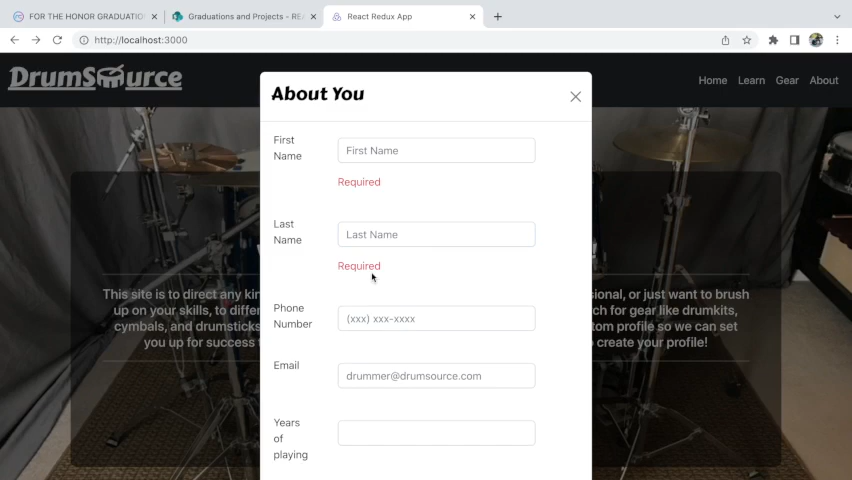 FOR THE HONOR GRADUATION
Graduations and Projects - RE
React Redux App
http://localhost:3000
DrumSource
Home Learn Gear About
About You
First
Name
First Name
Required
Last
Name
Last Name
Required
This site is to direct any kin
sional, or just want to brush
up on your skills, to differ
rch for gear like drumkits,
cymbals, and drumsticks
tom profile so we can set
you up for success
to create your profile!
Phone
Number
(xxx) xxx-xxxx
Email
drummer@drumsource.com
Years
of
playing